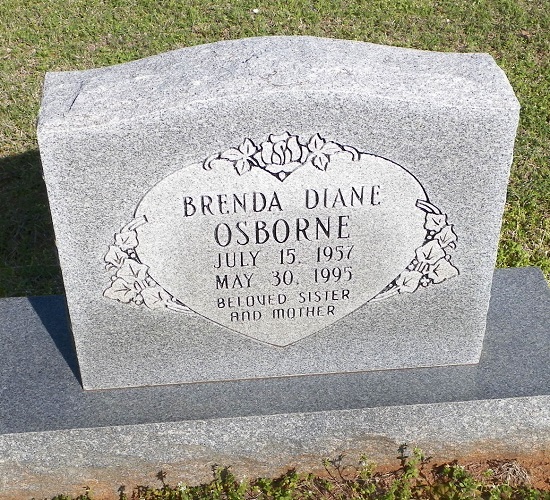 BRENDA DIANE
OSBORNE
JULY 15, 1957
MAY 30, 1995
BELOVED SISTER
AND MOTHER